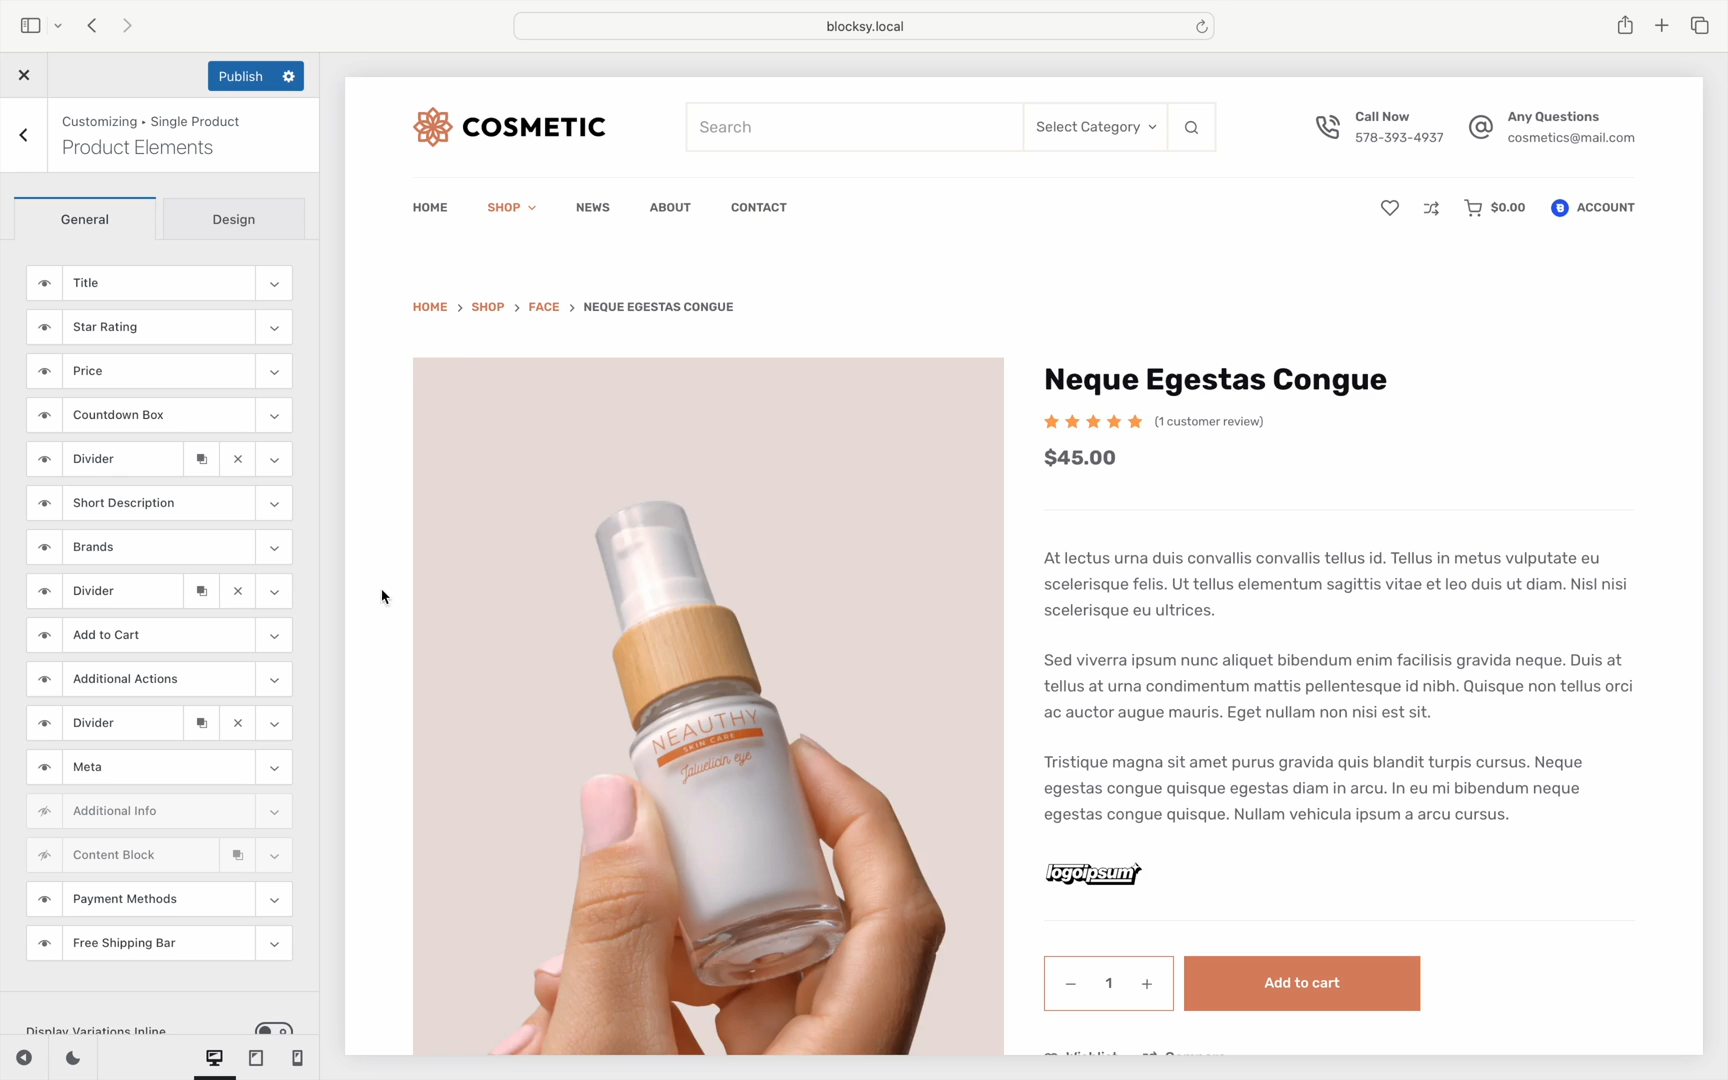 blocksy.local
Publish
Customizing ▸ Single Product
Product Elements
General
Design
Title
Star Rating
Price
Countdown Box
Divider
Short Description
Brands
Divider
Add to Cart
Additional Actions
Divider
Meta
Additional Info
Content Block
Payment Methods
Free Shipping Bar
Display Variations Inline
COSMETIC
Search
Select Category
Call Now
578-393-4937
Any Questions
cosmetics@mail.com
HOME
SHOP
NEWS
ABOUT
CONTACT
$0.00
ACCOUNT
HOME > SHOP > FACE > NEQUE EGESTAS CONGUE
NEAUTHY
SKIN CARE
Neque Egestas Congue
(1 customer review)
$45.00
At lectus urna duis convallis convallis tellus id. Tellus in metus vulputate eu
scelerisque felis. Ut tellus elementum sagittis vitae et leo duis ut diam. Nisl nisi
scelerisque eu ultrices.
Sed viverra ipsum nunc aliquet bibendum enim facilisis gravida neque. Duis at
tellus at urna condimentum mattis pellentesque id nibh. Quisque non tellus orci
ac auctor augue mauris. Eget nullam non nisi est sit.
Tristique magna sit amet purus gravida quis blandit turpis cursus. Neque
egestas congue quisque egestas diam in arcu. In eu mi bibendum neque
egestas congue quisque. Nullam vehicula ipsum a arcu cursus.
logoipsum
− 1 +
Add to cart
Wishlist
Compare